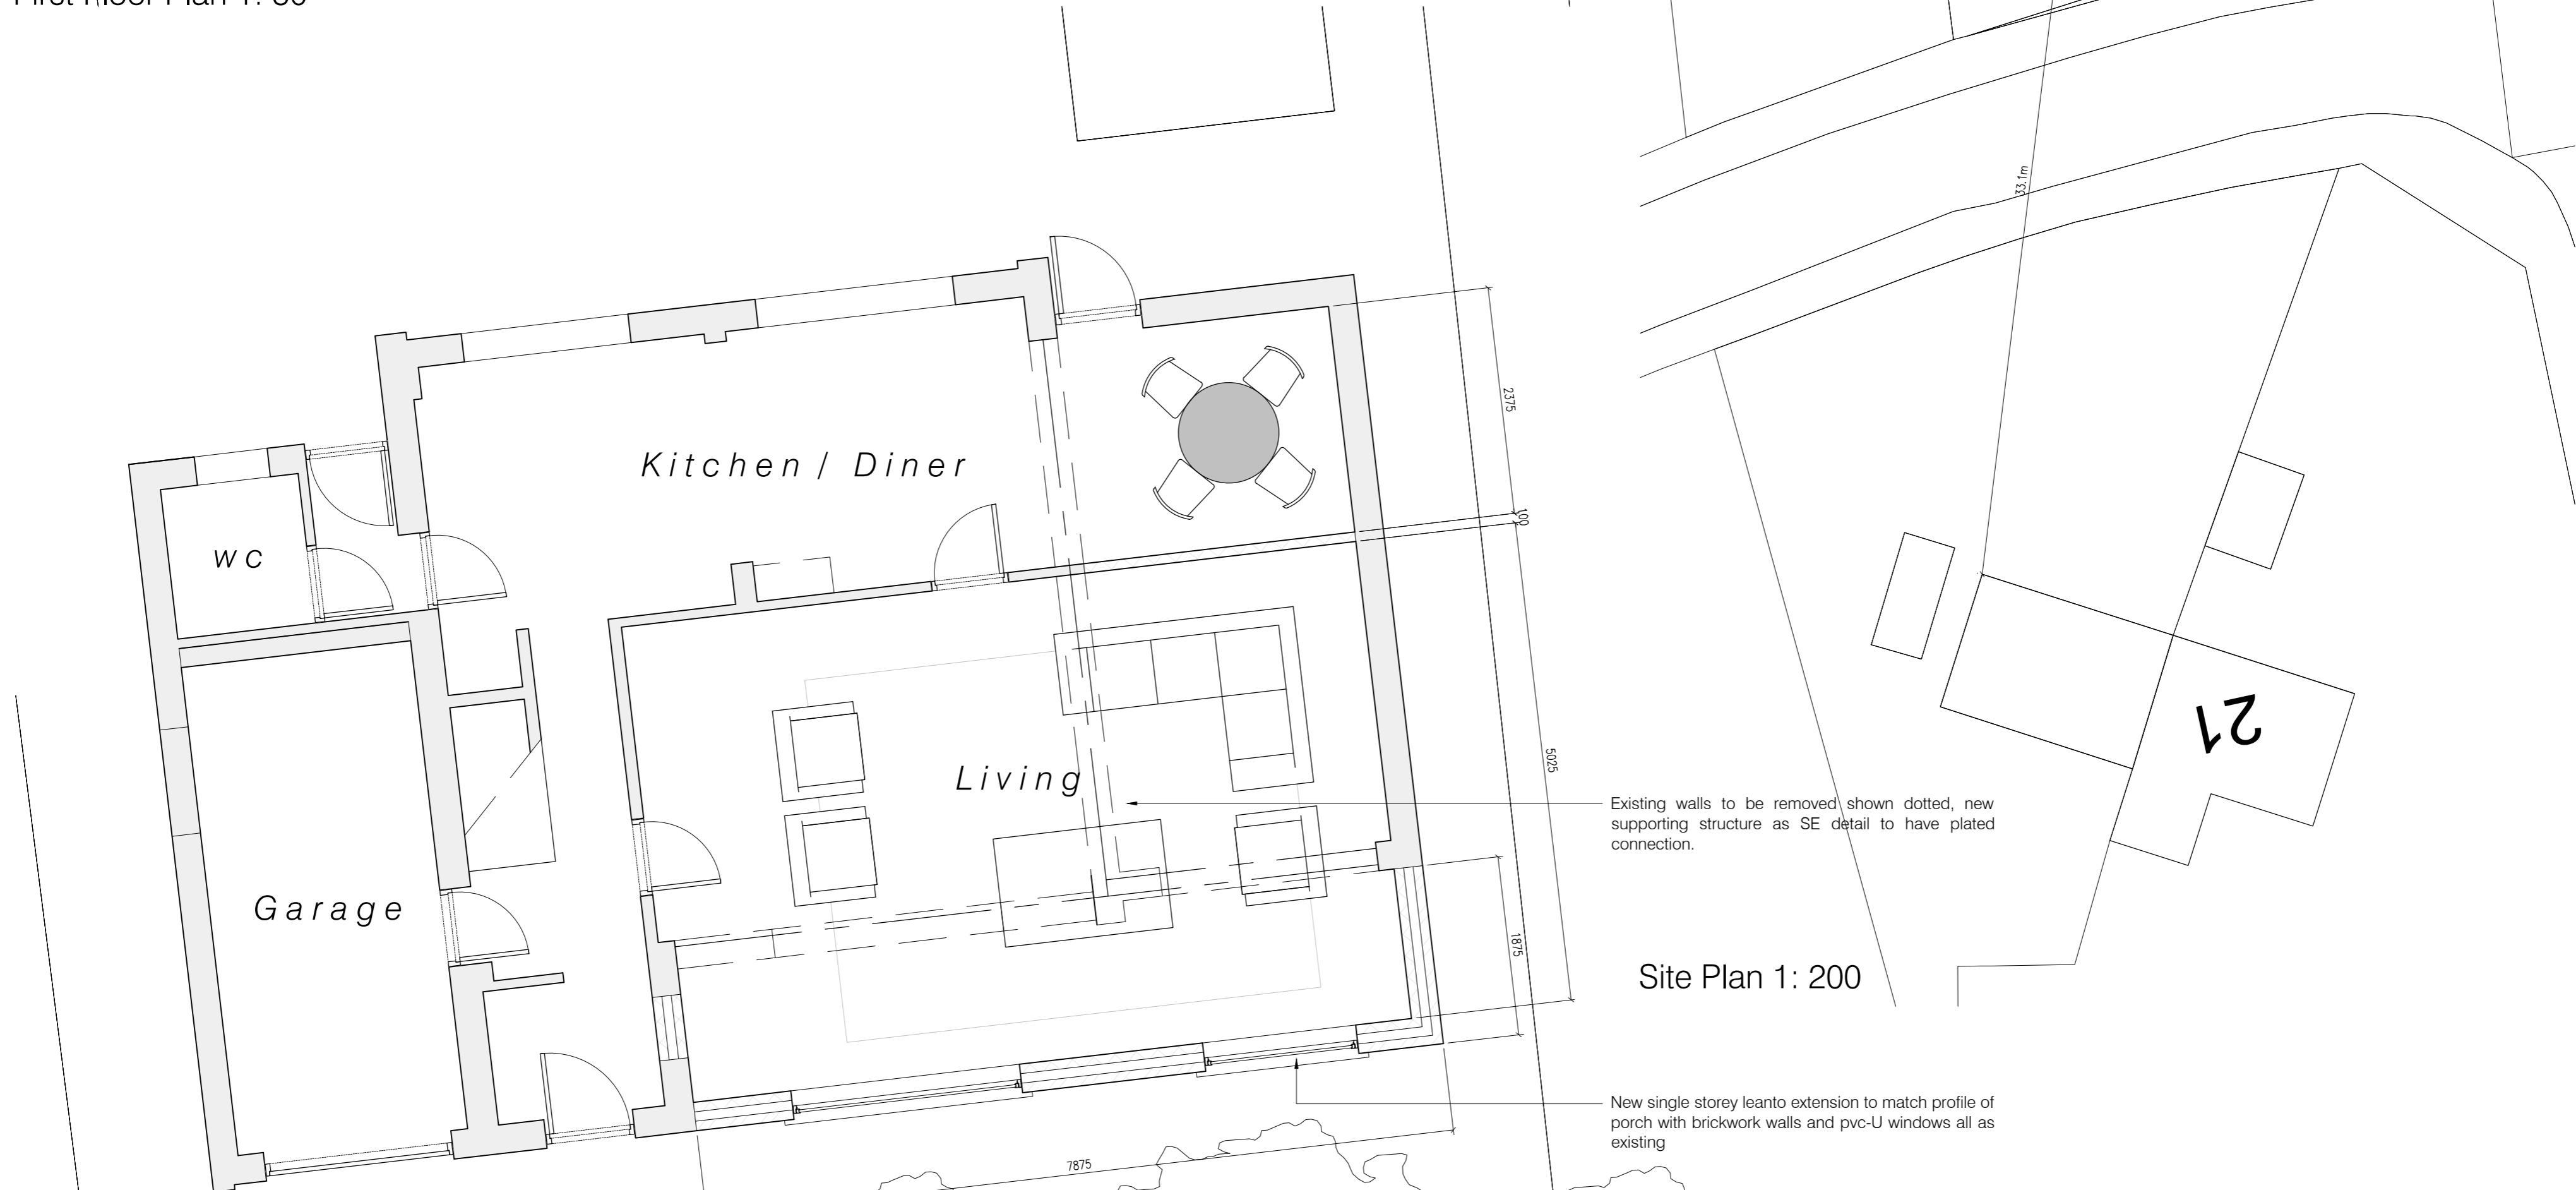 First Floor Plan 1: 50
33.1m
2375
Kitchen / Diner
100
WC
21
5025
Living
Existing walls to be removed shown dotted, new
supporting structure as SE detail to have plated
connection.
Garage
1875
Site Plan 1: 200
New single storey leanto extension to match profile of
porch with brickwork walls and pvc-U windows all as
existing
7875